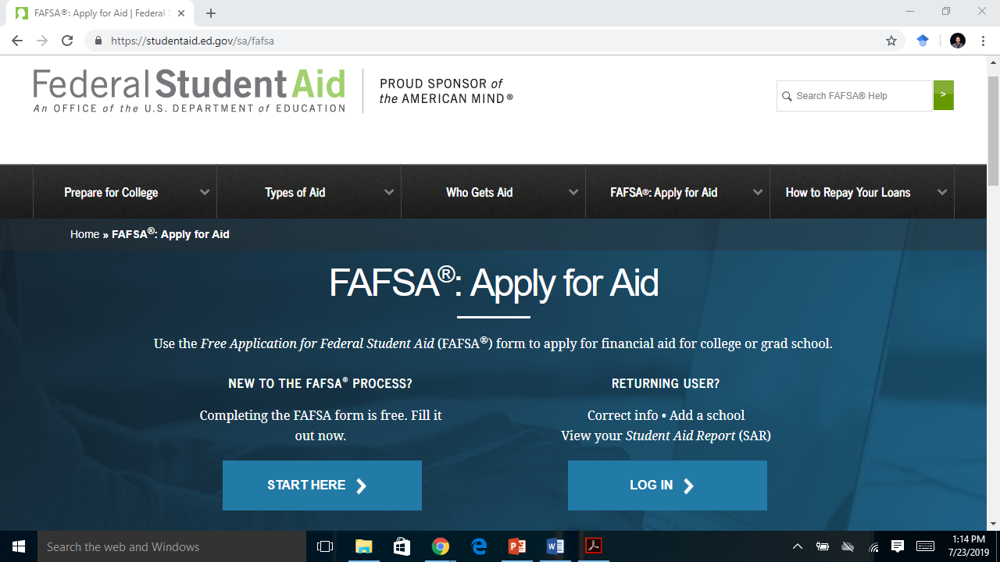 FAFSA®: Apply for Aid | Federal S
https://studentaid.ed.gov/sa/fafsa
Federal Student Aid
An OFFICE of the U.S. DEPARTMENT of EDUCATION
PROUD SPONSOR of
the AMERICAN MIND®
Search FAFSA® Help
>
Prepare for College
Types of Aid
Who Gets Aid
FAFSA®: Apply for Aid
How to Repay Your Loans
Home » FAFSA®: Apply for Aid
FAFSA®: Apply for Aid
Use the Free Application for Federal Student Aid (FAFSA®) form to apply for financial aid for college or grad school.
NEW TO THE FAFSA® PROCESS?
Completing the FAFSA form is free. Fill it
out now.
START HERE
RETURNING USER?
Correct info • Add a school
View your Student Aid Report (SAR)
LOG IN
Search the web and Windows
1:14 PM
7/23/2019